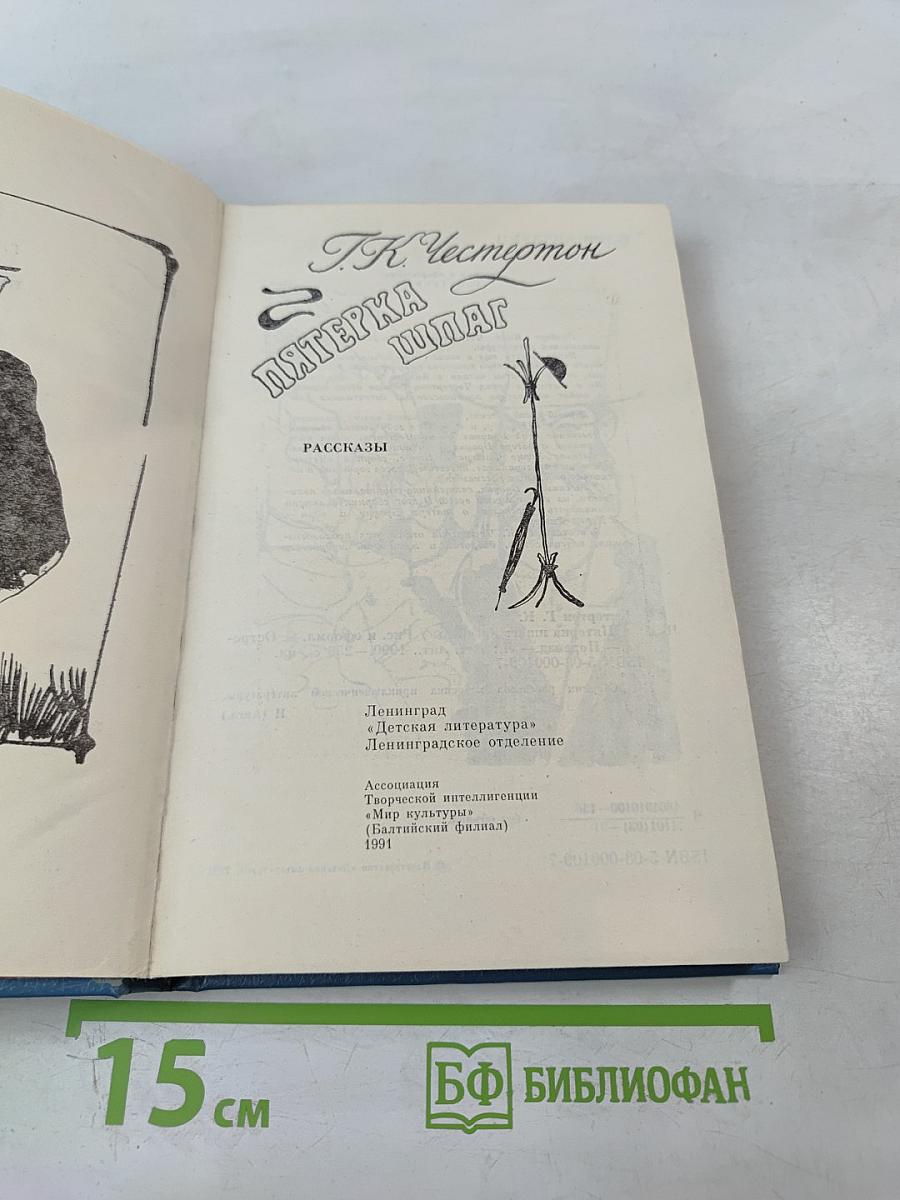 Г. К. Честертон
ПЯТЕРКА
ШПАГ
РАССКАЗЫ
Ленинград
«Детская литература»
Ленинградское отделение
Ассоциация
Творческой интеллигенции
«Мир культуры»
(Балтийский филиал)
1991
15 см
БФ БИБЛИОФАН